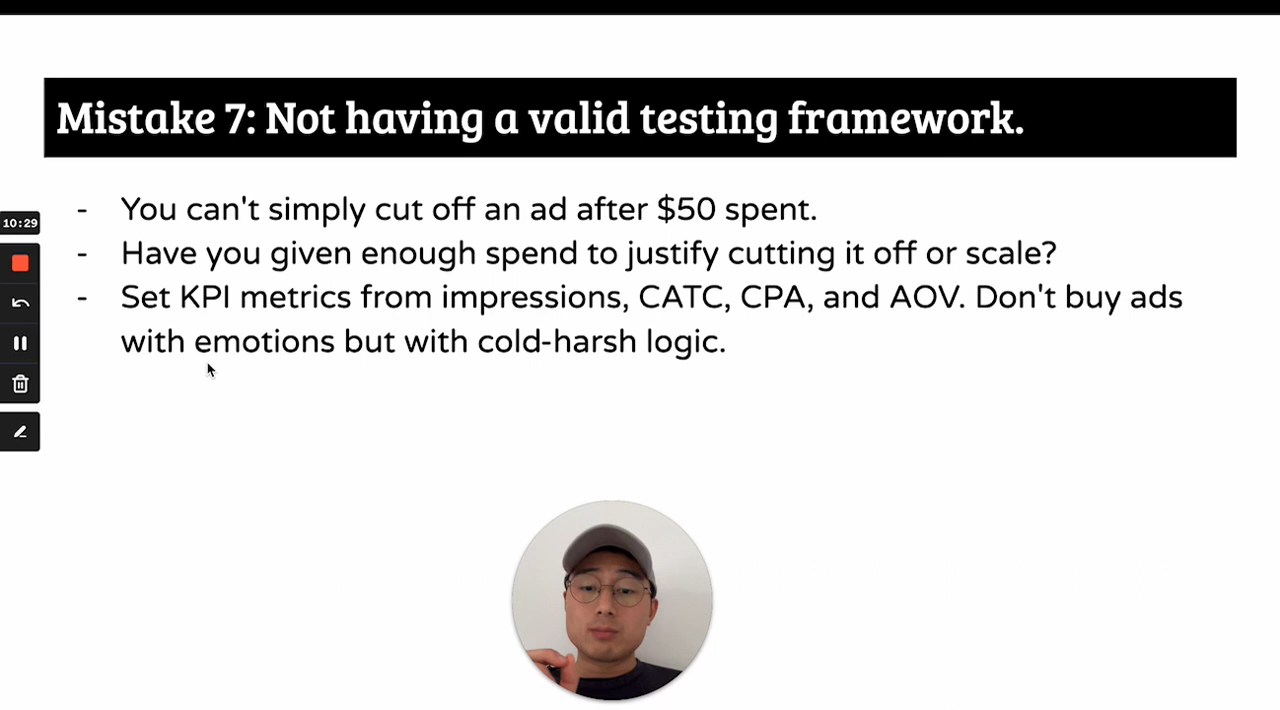 Mistake 7: Not having a valid testing framework.
- You can't simply cut off an ad after $50 spent.
- Have you given enough spend to justify cutting it off or scale?
- Set KPI metrics from impressions, CATC, CPA, and AOV. Don't buy ads
with emotions but with cold-harsh logic.
10:29